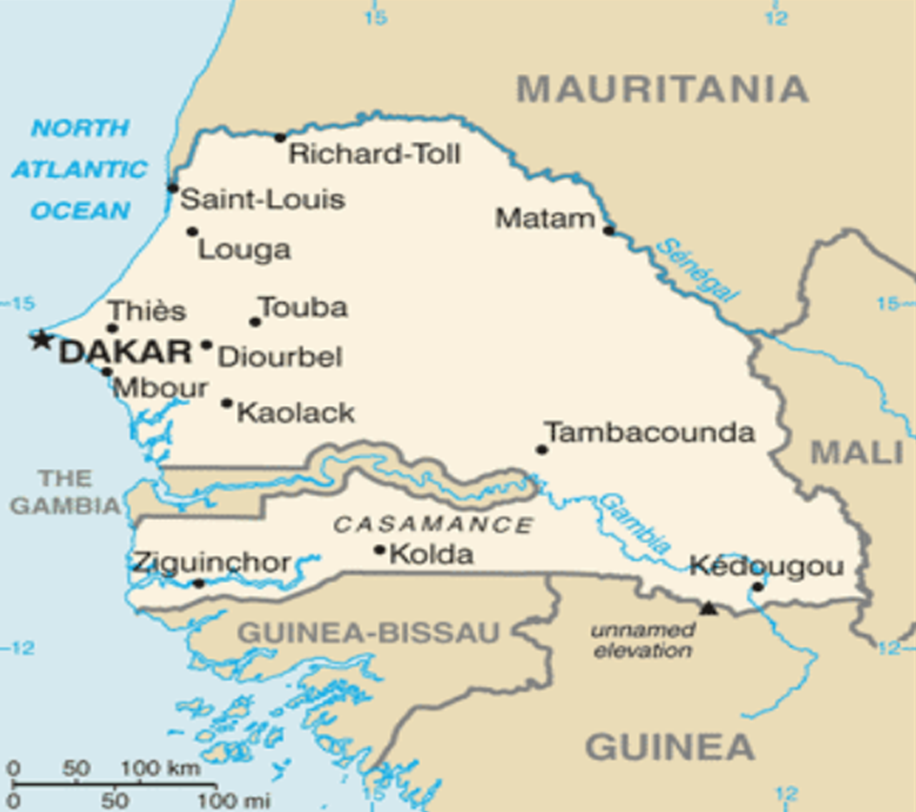 15
12
MAURITANIA
NORTH
ATLANTIC
OCEAN
Richard-Toll
Saint-Louis
Matam
Louga
Sénégal
15
15
Thiès
Touba
DAKAR
Diourbel
Mbour
Kaolack
Tambacounda
MALI
THE
GAMBIA
CASAMANCE
Gambia
Kolda
Ziguinchor
Kédougou
GUINEA-BISSAU
unnamed
elevation
12
12
GUINEA
0 50 100 km
0 50 100 mi
15
12